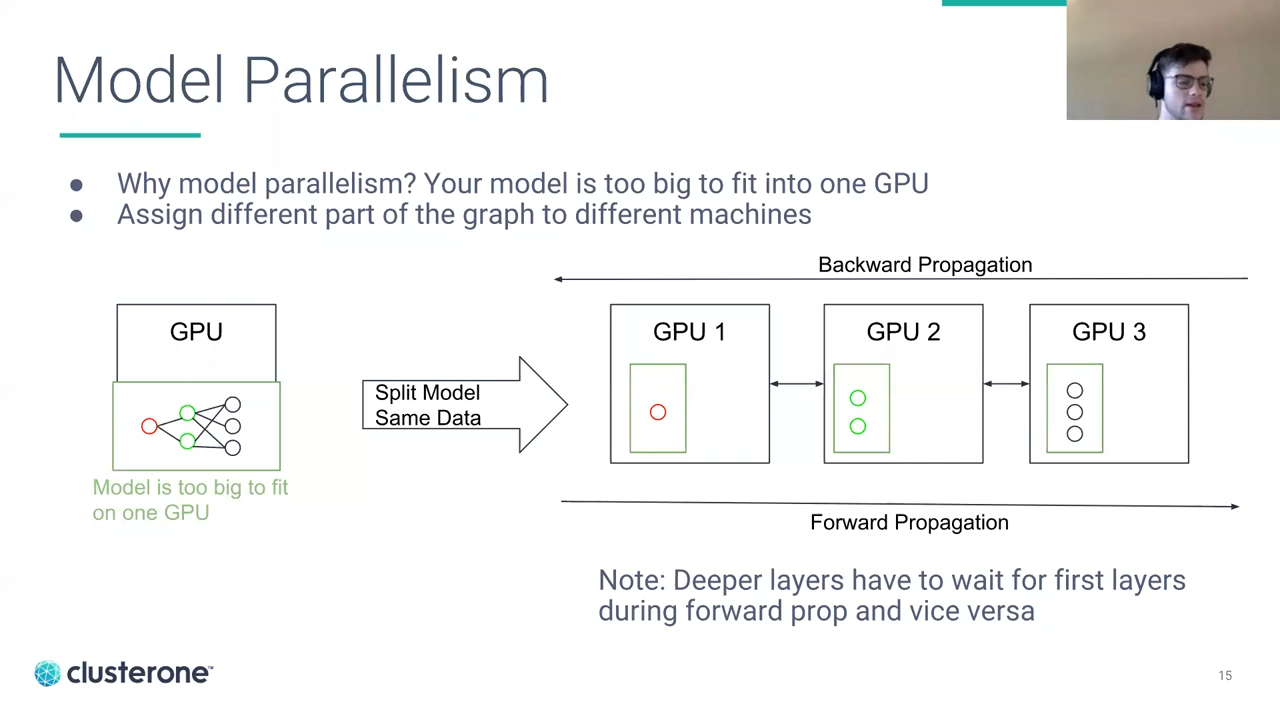 Model Parallelism
● Why model parallelism? Your model is too big to fit into one GPU
● Assign different part of the graph to different machines
Backward Propagation
GPU
GPU 1
GPU 2
GPU 3
Split Model
Same Data
Model is too big to fit
on one GPU
Forward Propagation
Note: Deeper layers have to wait for first layers
during forward prop and vice versa
clusterone™
15